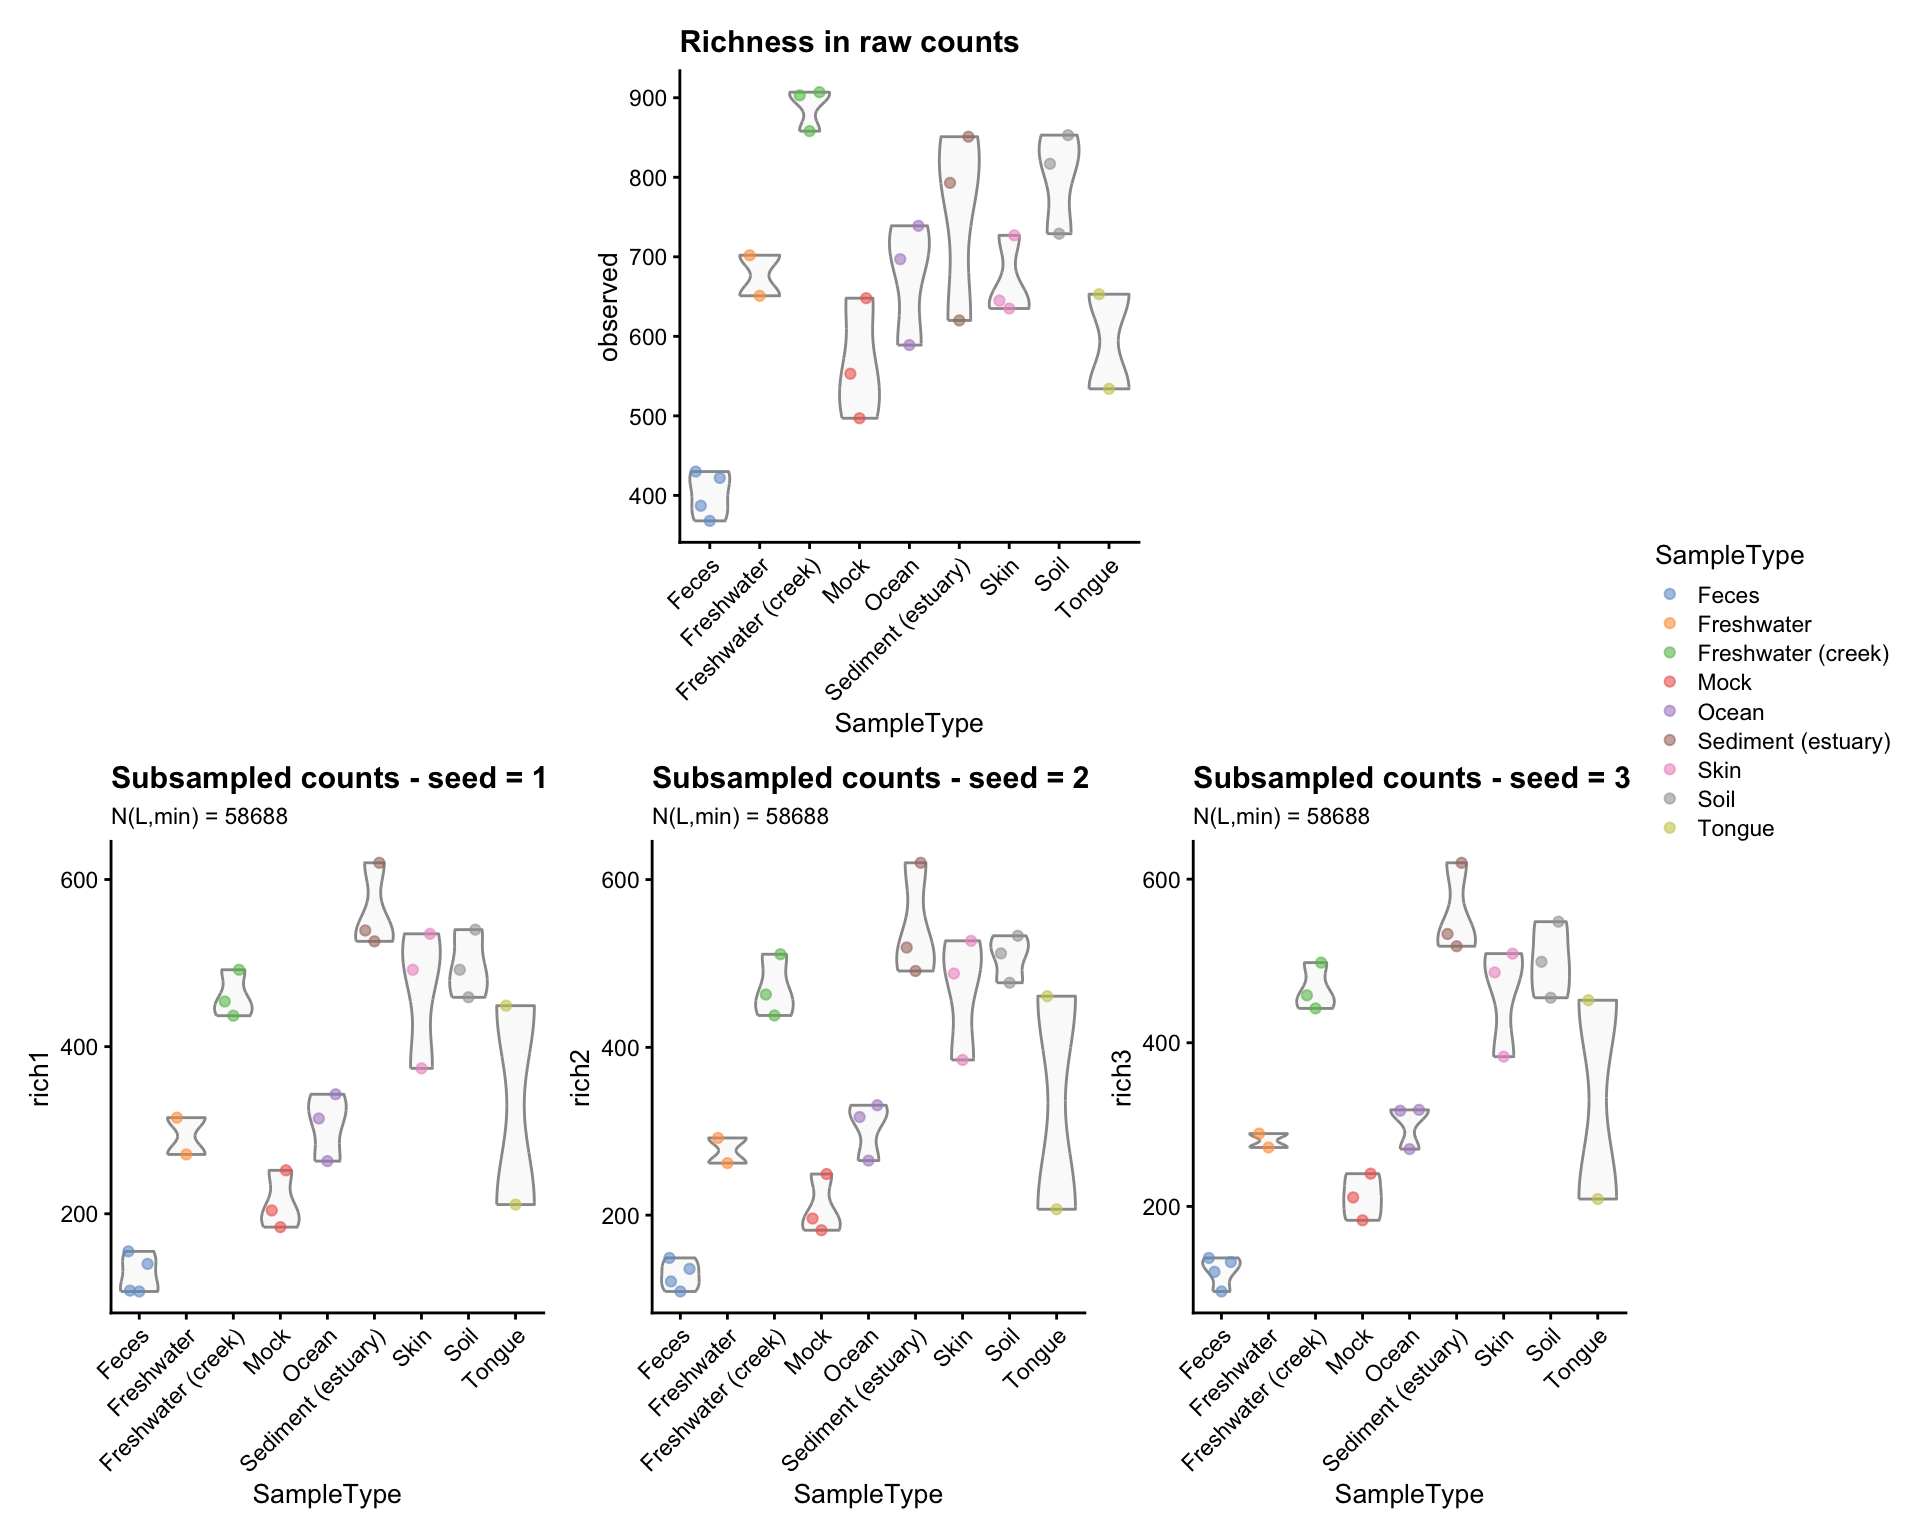 Richness in raw counts
900
800
700
600
500
400
observed
Feces
Freshwater
Freshwater (creek)
Mock
Ocean
Sediment (estuary)
Skin
Soil
Tongue
SampleType
SampleType
Feces
Freshwater
Freshwater (creek)
Mock
Ocean
Sediment (estuary)
Skin
Soil
Tongue
Subsampled counts - seed = 1
N(L,min) = 58688
600
400
200
rich1
Feces
Freshwater
Freshwater (creek)
Mock
Ocean
Sediment (estuary)
Skin
Soil
Tongue
SampleType
Subsampled counts - seed = 2
N(L,min) = 58688
600
400
200
rich2
Feces
Freshwater
Freshwater (creek)
Mock
Ocean
Sediment (estuary)
Skin
Soil
Tongue
SampleType
Subsampled counts - seed = 3
N(L,min) = 58688
600
400
200
rich3
Feces
Freshwater
Freshwater (creek)
Mock
Ocean
Sediment (estuary)
Skin
Soil
Tongue
SampleType